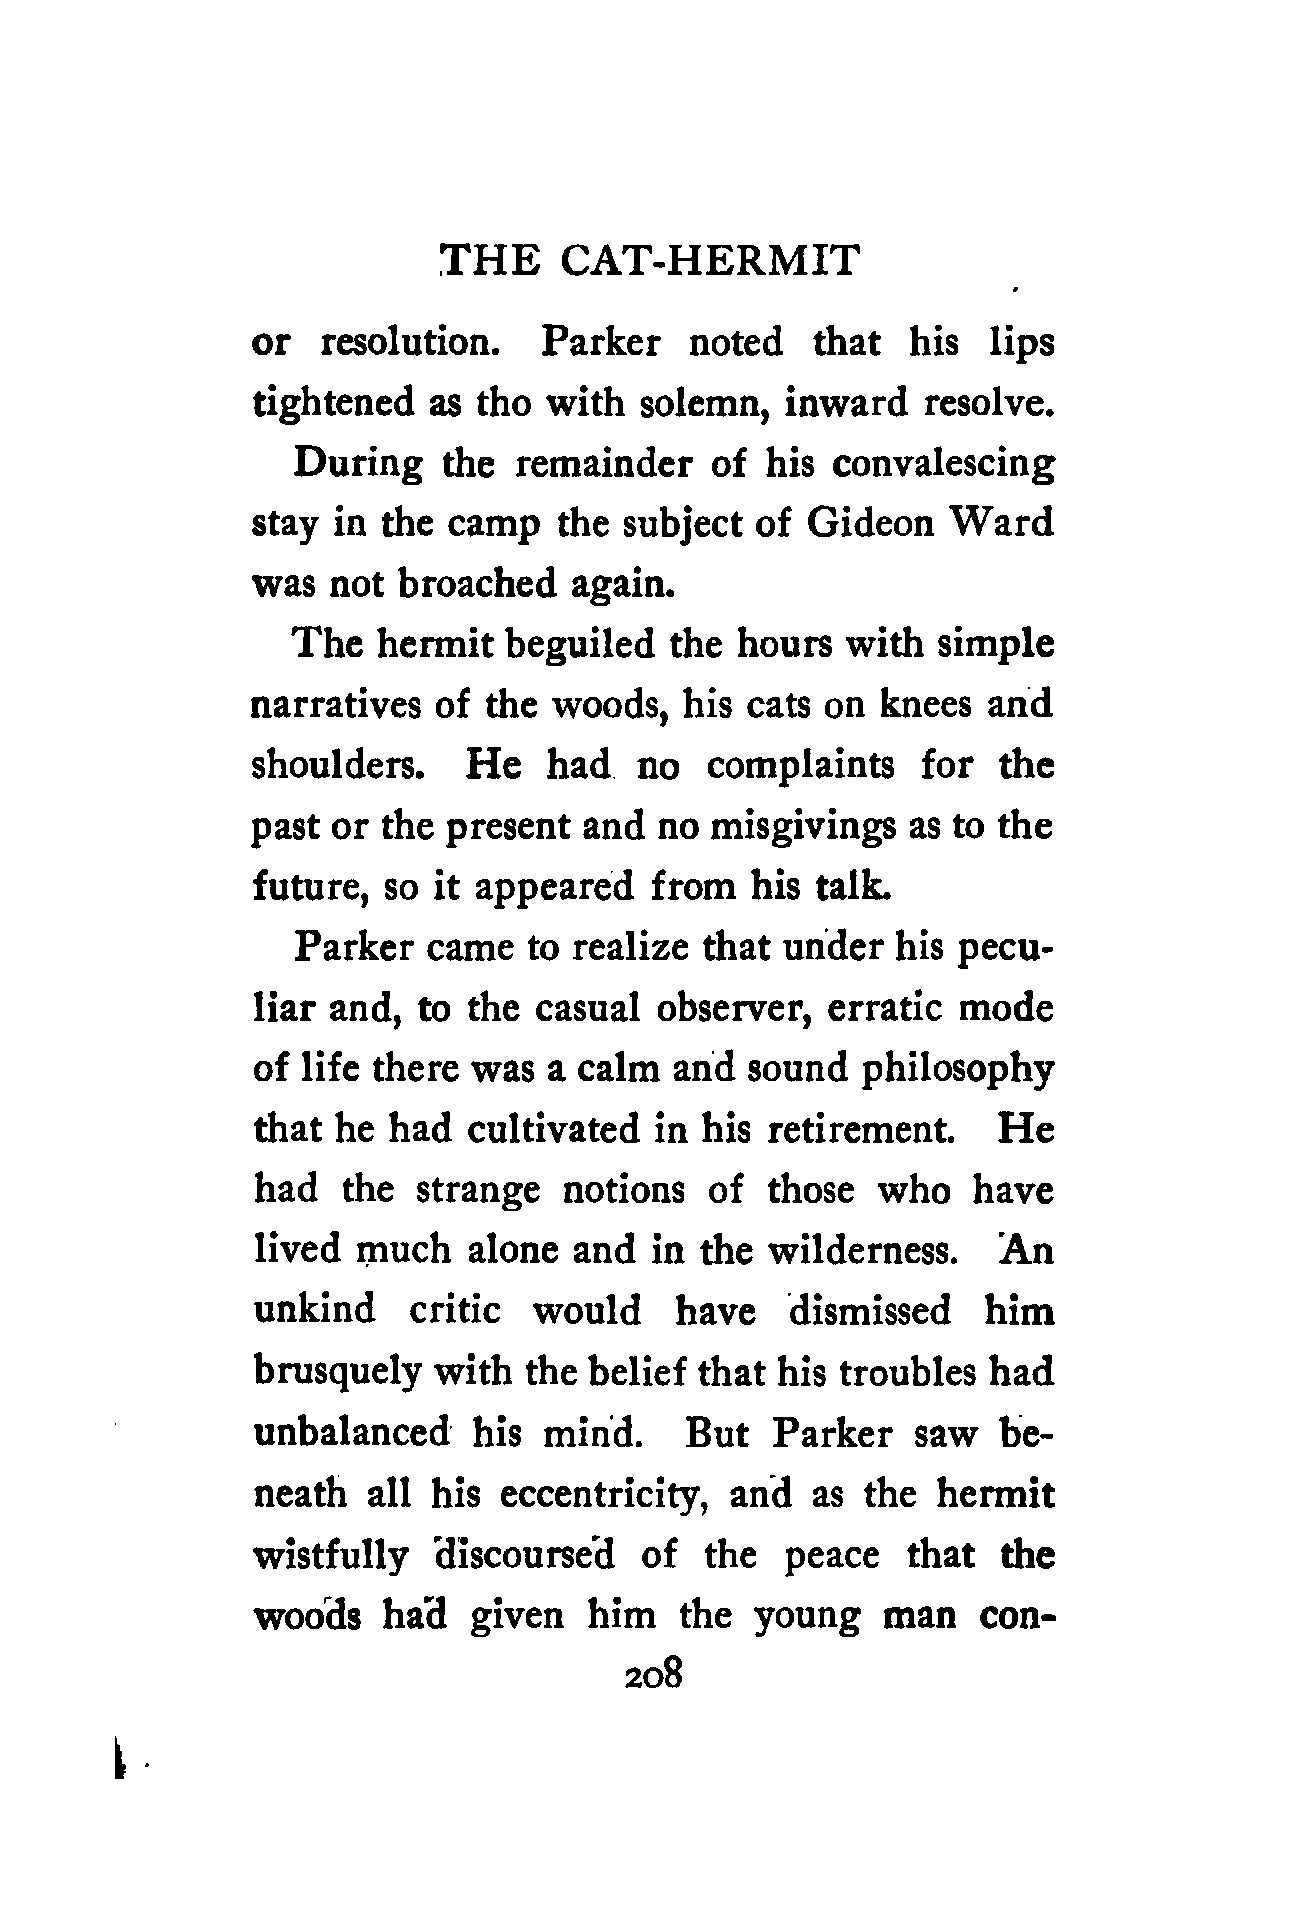 THE CAT-HERMIT
or resolution. Parker noted that his lips
tightened as tho with solemn, inward resolve.
During the remainder of his convalescing
stay in the camp the subject of Gideon Ward
was not broached again.
The hermit beguiled the hours with simple
narratives of the woods, his cats on knees and
shoulders. He had no complaints for the
past or the present and no misgivings as to the
future, so it appeared from his talk.
Parker came to realize that under his pecu-
liar and, to the casual observer, erratic mode
of life there was a calm and sound philosophy
that he had cultivated in his retirement. He
had the strange notions of those who have
lived much alone and in the wilderness. An
unkind critic would have dismissed him
brusquely with the belief that his troubles had
unbalanced his mind. But Parker saw be-
neath all his eccentricity, and as the hermit
wistfully discoursed of the peace that the
woods had given him the young man con-
208